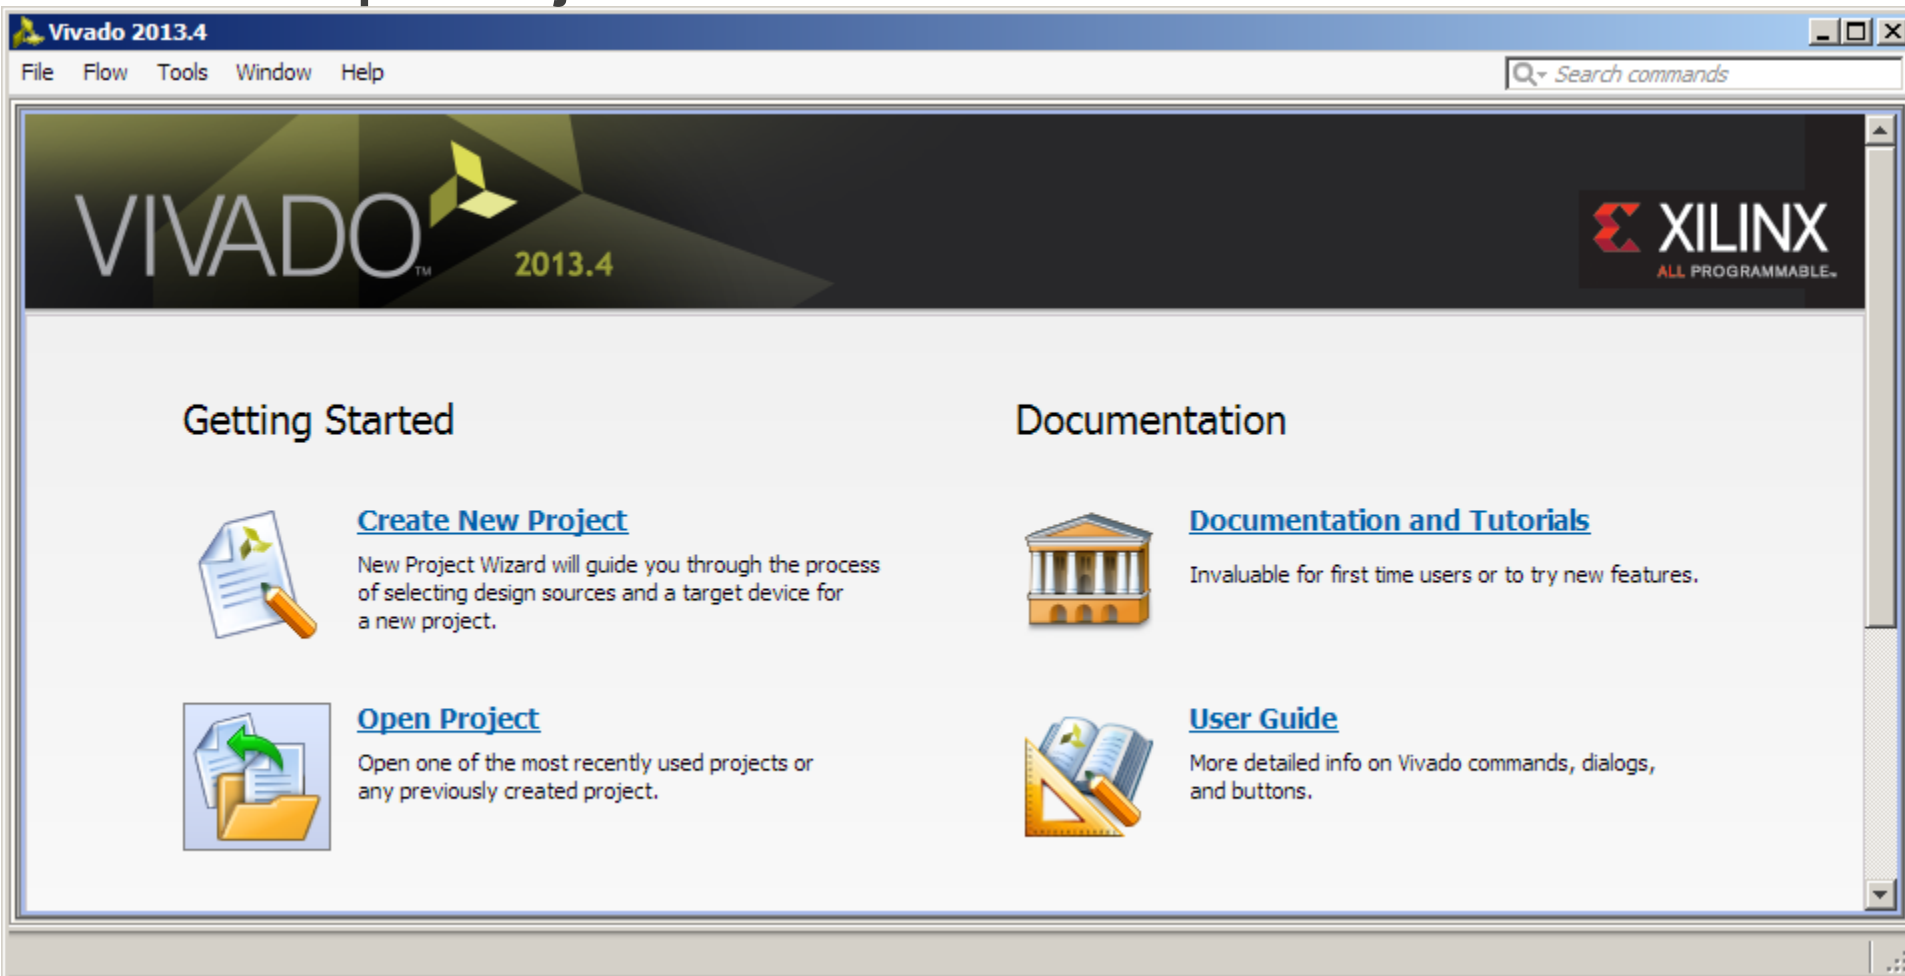 Vivado 2013.4
File Flow Tools Window Help
Search commands
VIVADO™
2013.4
XILINX
ALL PROGRAMMABLE™
Getting Started
Documentation
Create New Project
New Project Wizard will guide you through the process
of selecting design sources and a target device for
a new project.
Documentation and Tutorials
Invaluable for first time users or to try new features.
Open Project
Open one of the most recently used projects or
any previously created project.
User Guide
More detailed info on Vivado commands, dialogs,
and buttons.